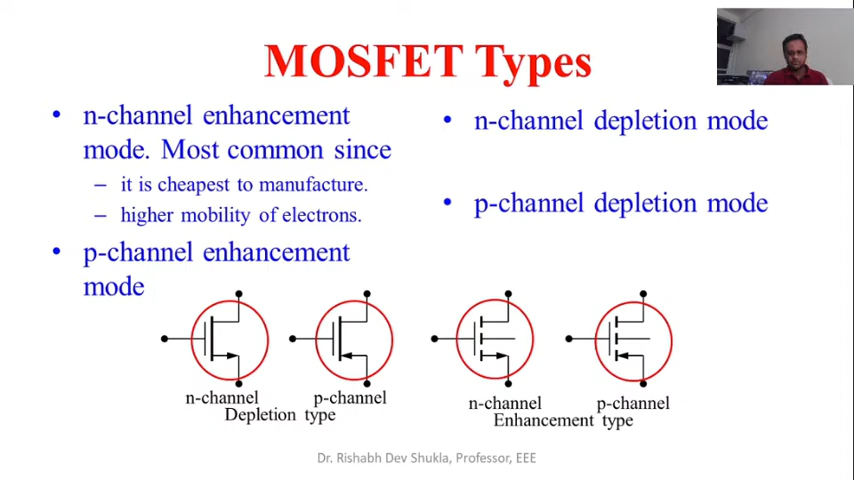 MOSFET Types
• n-channel enhancement
mode. Most common since
– it is cheapest to manufacture.
– higher mobility of electrons.
• p-channel enhancement
mode
• n-channel depletion mode
• p-channel depletion mode
n-channel p-channel
Depletion type
n-channel p-channel
Enhancement type
Dr. Rishabh Dev Shukla, Professor, EEE